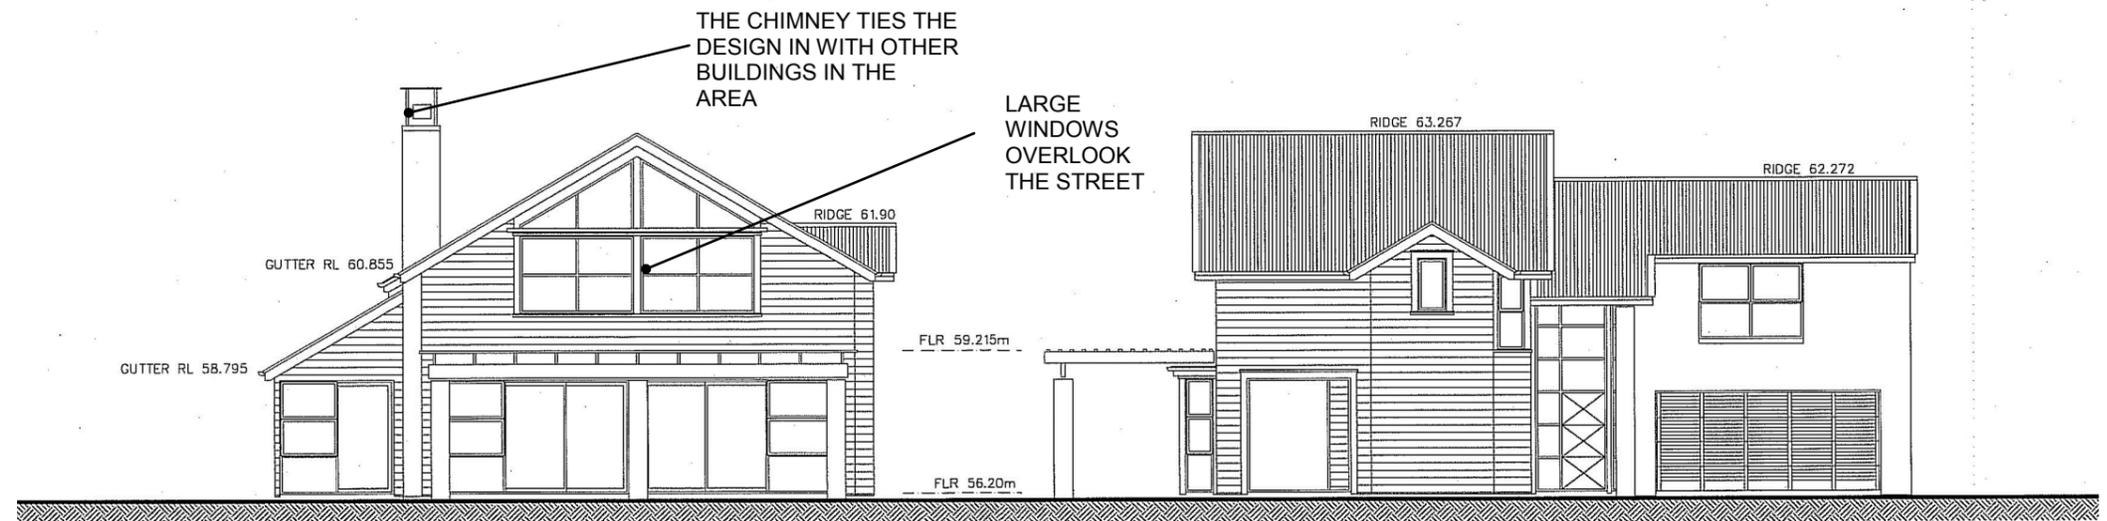 THE CHIMNEY TIES THE
DESIGN IN WITH OTHER
BUILDINGS IN THE
AREA
LARGE
WINDOWS
OVERLOOK
THE STREET
RIDGE 63.267
RIDGE 62.272
RIDGE 61.90
GUTTER RL 60.855
GUTTER RL 58.795
FLR 59.215m
FLR 56.20m